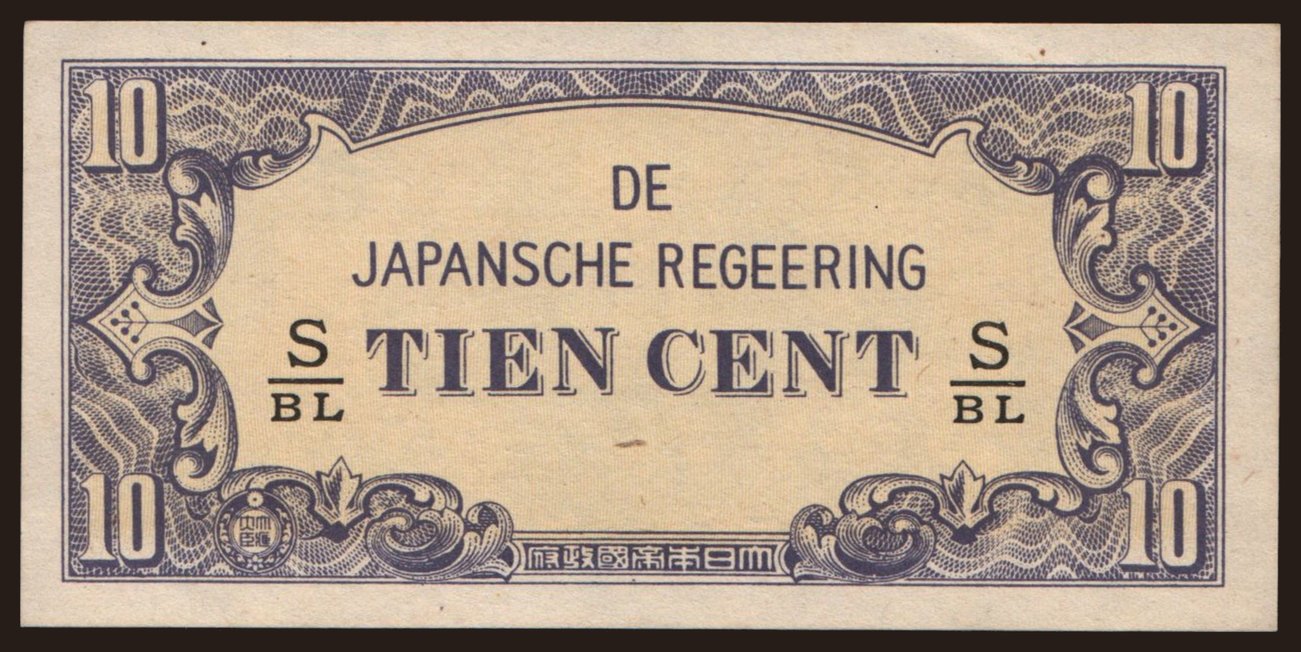 10 10
DE
JAPANSCHE REGEERING
S TIEN CENT S
BL BL
10 10
府政國帝本日大